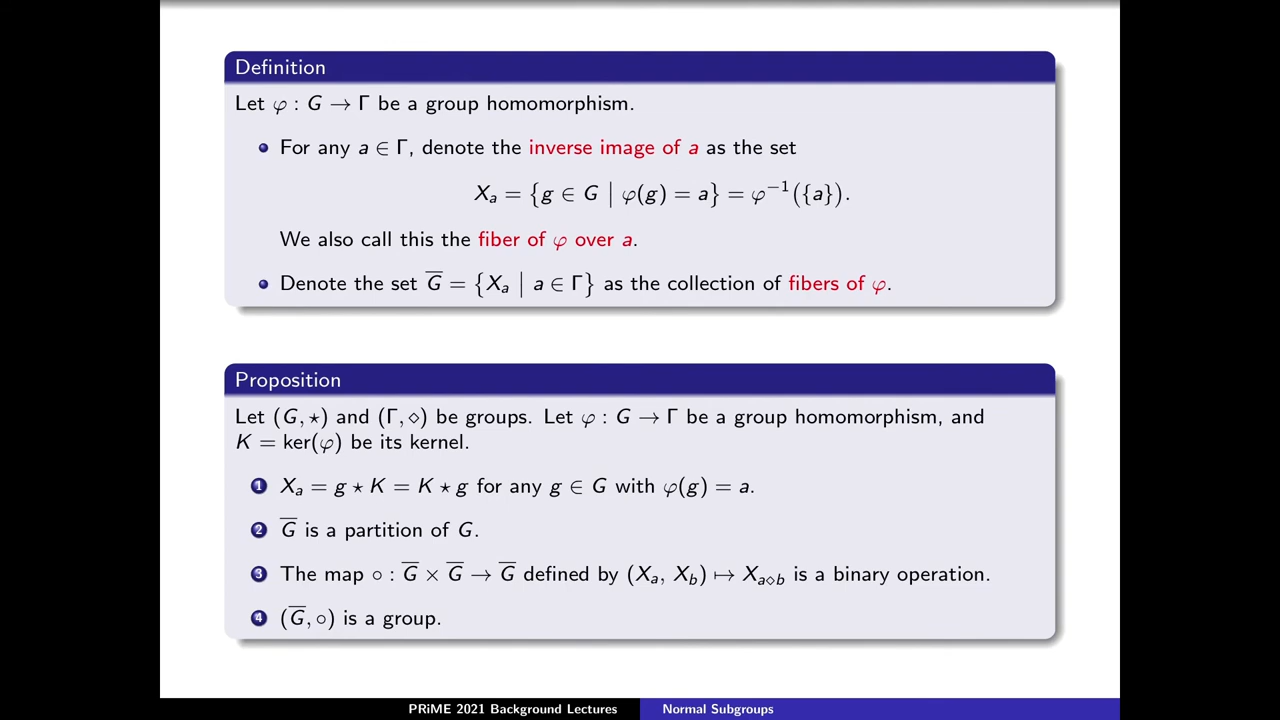 Definition
Let φ : G → Γ be a group homomorphism.
• For any a ∈ Γ, denote the inverse image of a as the set
X_a = {g ∈ G | φ(g) = a} = φ⁻¹({a}).
We also call this the fiber of φ over a.
• Denote the set G̅ = {X_a | a ∈ Γ} as the collection of fibers of φ.
Proposition
Let (G, ⋆) and (Γ, ⋄) be groups. Let φ : G → Γ be a group homomorphism, and
K = ker(φ) be its kernel.
1 X_a = g ⋆ K = K ⋆ g for any g ∈ G with φ(g) = a.
2 G̅ is a partition of G.
3 The map ∘ : G̅ × G̅ → G̅ defined by (X_a, X_b) ↦ X_{a⋄b} is a binary operation.
4 (G̅, ∘) is a group.
PRiME 2021 Background Lectures Normal Subgroups